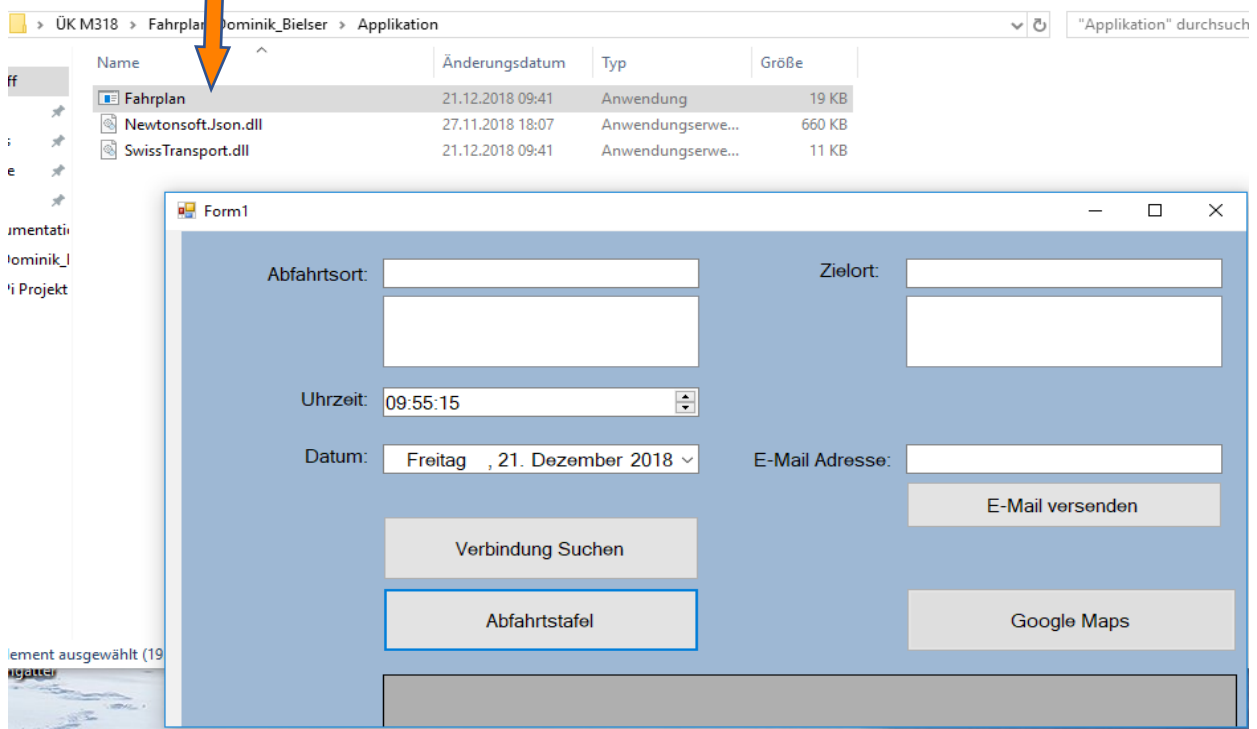 ÜK M318 > Fahrplan Dominik_Bielser > Applikation
"Applikation" durchsuch
Name Änderungsdatum Typ Größe
Fahrplan 21.12.2018 09:41 Anwendung 19 KB
Newtonsoft.Json.dll 27.11.2018 18:07 Anwendungserwe... 660 KB
SwissTransport.dll 21.12.2018 09:41 Anwendungserwe... 11 KB
ff
s
e
umentati
Dominik_l
'i Projekt
Form1
Abfahrtsort:
Zielort:
Uhrzeit: 09:55:15
Datum: Freitag , 21. Dezember 2018
E-Mail Adresse:
E-Mail versenden
Verbindung Suchen
Abfahrtstafel
Google Maps
lement ausgewählt (19